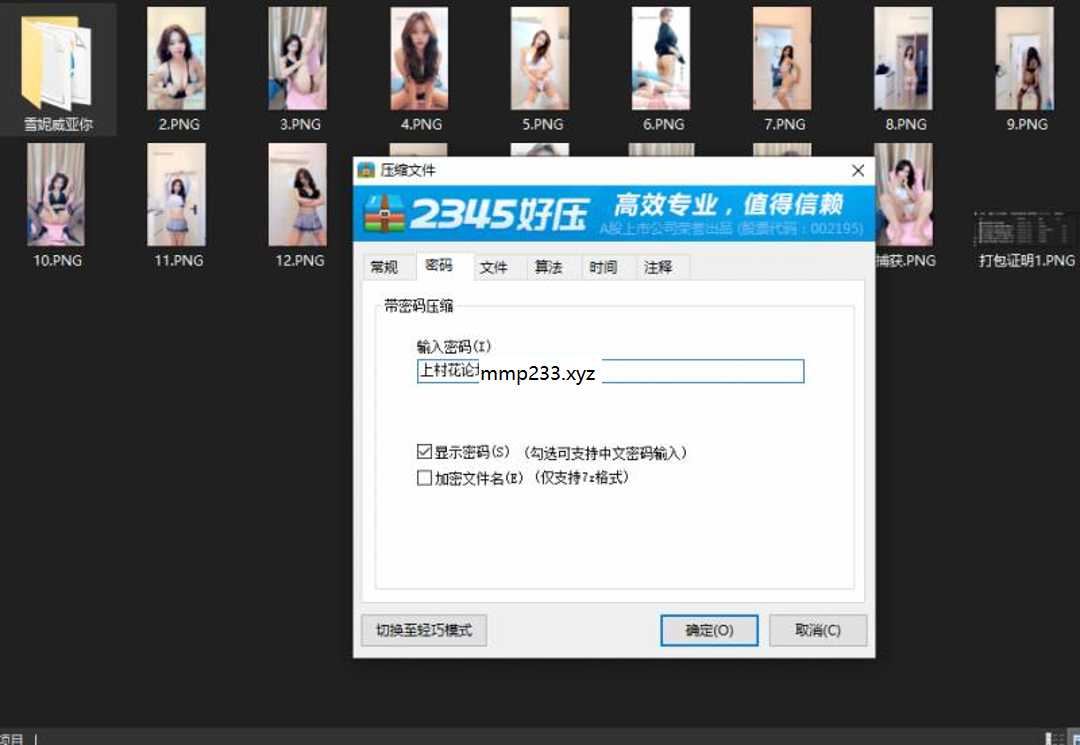 雪妮威亚你
2.PNG
3.PNG
4.PNG
5.PNG
6.PNG
7.PNG
8.PNG
9.PNG
10.PNG
11.PNG
12.PNG
捕获.PNG
打包证明1.PNG
压缩文件
2345好压
高效专业，值得信赖
A股上市公司荣誉出品 (股票代码：002195)
常规
密码
文件
算法
时间
注释
带密码压缩
输入密码(I)
上村花论
mmp233.xyz
显示密码(S) （勾选可支持中文密码输入）
加密文件名(E) （仅支持7z格式）
切换至轻巧模式
确定(O)
取消(C)
项目